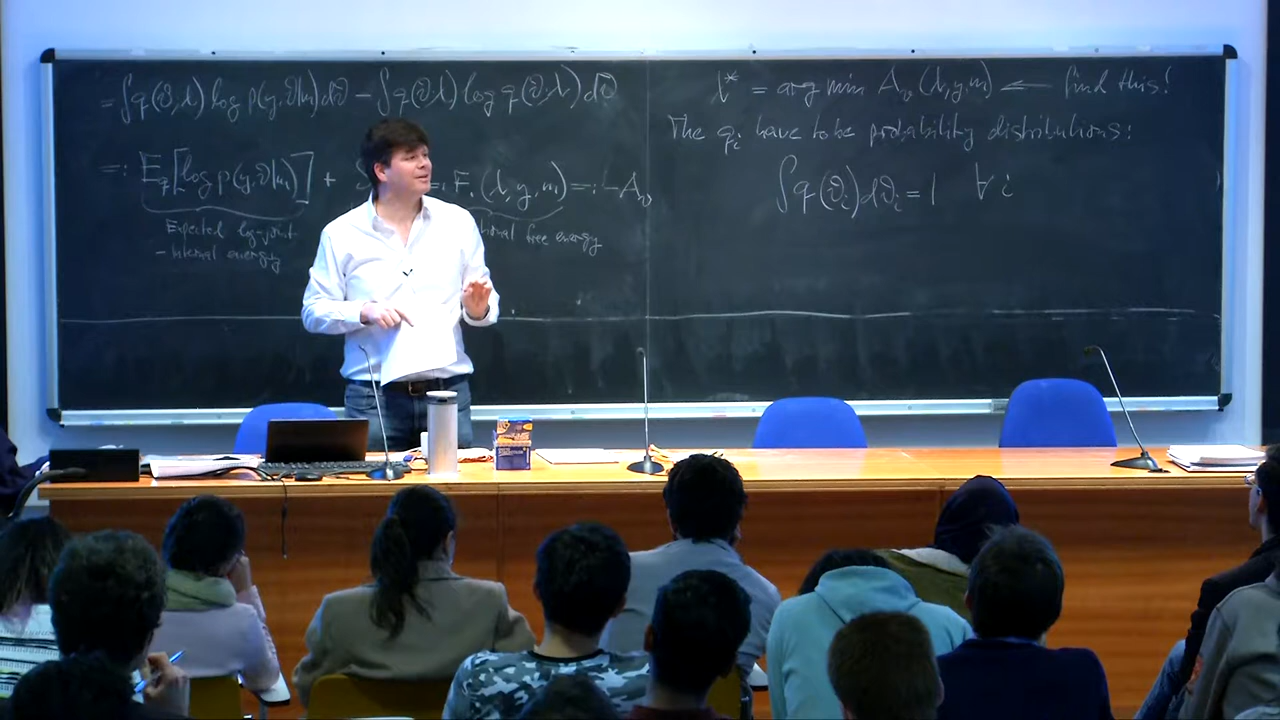 = ∫q(ϑ,λ) log p(y,ϑ|m)dϑ − ∫q(ϑ,λ) log q(ϑ,λ)dϑ
=: E_q[log p(y,ϑ|m)] + F_v(λ,y,m) =: −A_v
Expected log-joint free energy
− internal energy
λ* = arg min A_v(λ,y,m) ← find this!
The q_i have to be probability distributions:
∫q(ϑ_i)dϑ_i = 1 ∀ i